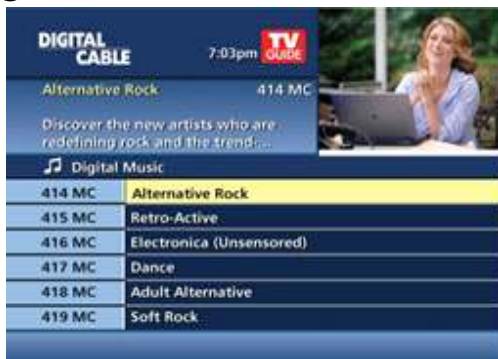 DIGITAL
CABLE
7:03pm
TV
GUIDE
Alternative Rock 414 MC
Discover the new artists who are
redefining rock and the trend-...
Digital Music
414 MC Alternative Rock
415 MC Retro-Active
416 MC Electronica (Unsensored)
417 MC Dance
418 MC Adult Alternative
419 MC Soft Rock